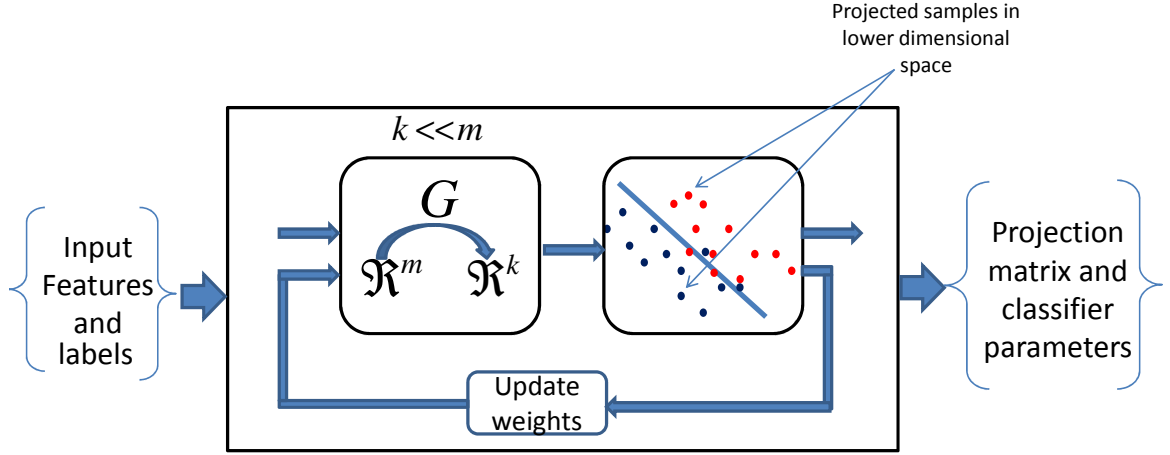 Projected samples in
lower dimensional
space
k <<m
G
ℜ^m ℜ^k
Input
Features
and
labels
Update
weights
Projection
matrix and
classifier
parameters